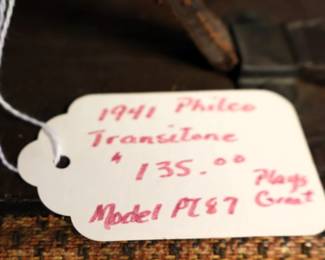 1941 Philco
Transitone
$135.00
Plays
Great
Model PT87